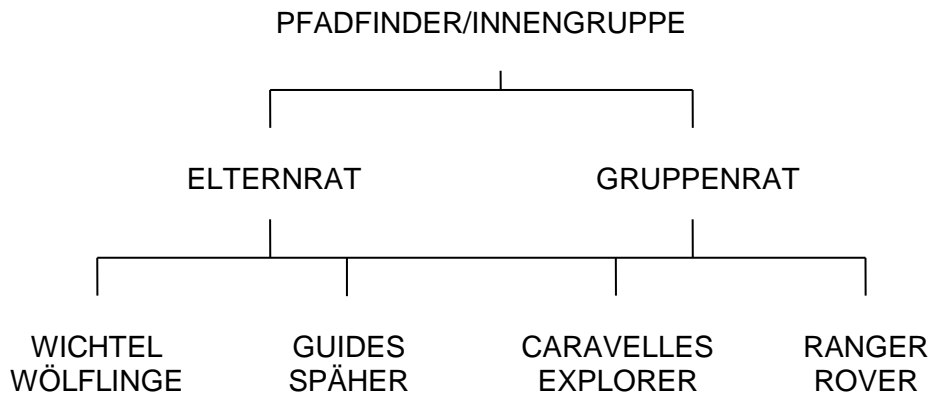 PFADFINDER/INNENGRUPPE
ELTERNRAT GRUPPENRAT
WICHTEL GUIDES CARAVELLES RANGER
WÖLFLINGE SPÄHER EXPLORER ROVER